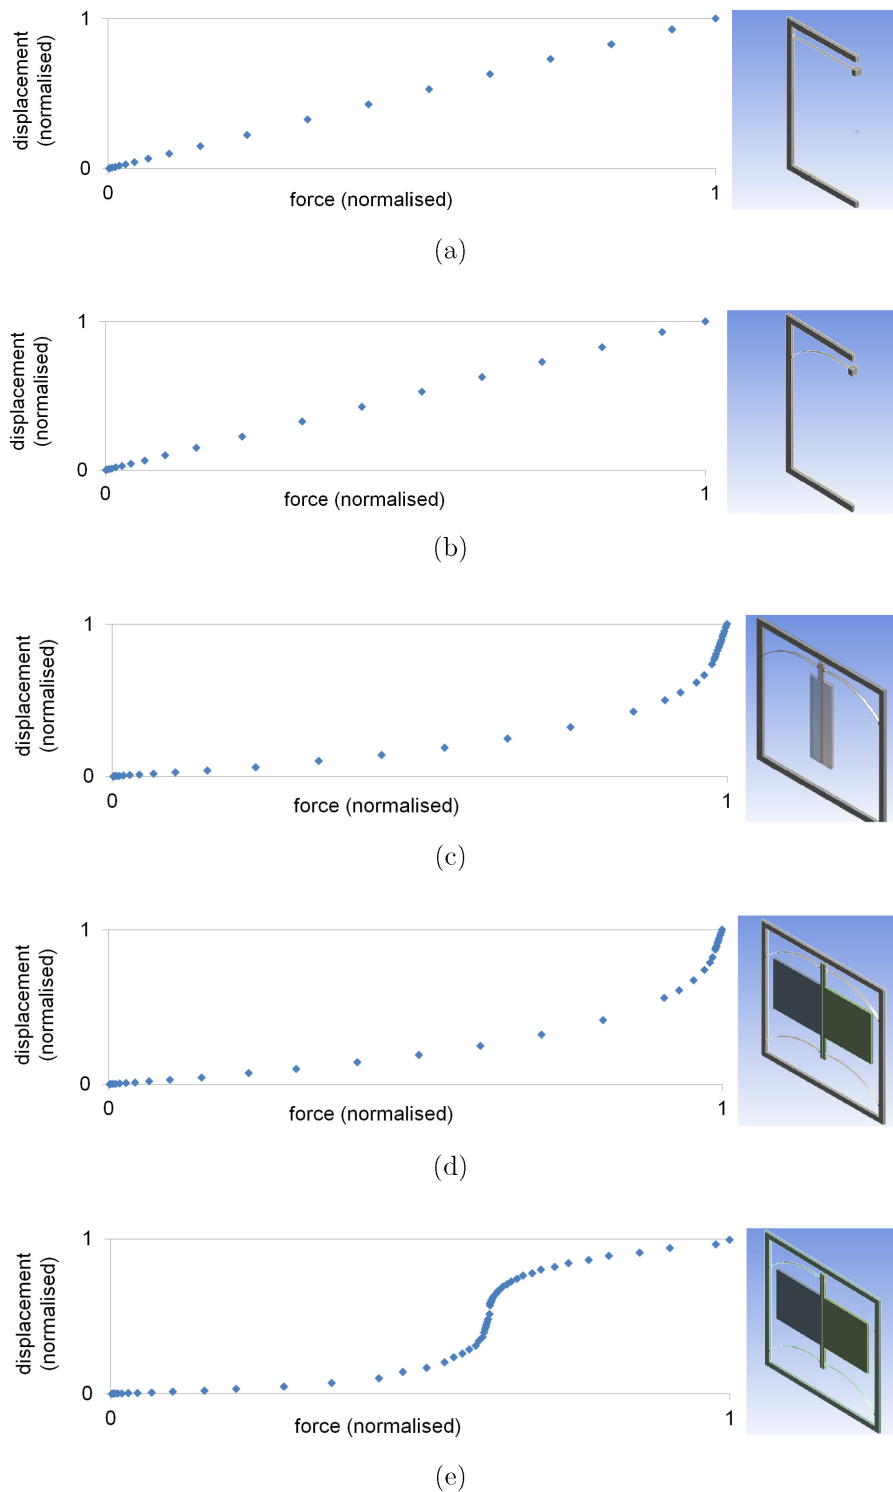 1
displacement
(normalised)
0
0
1
force (normalised)
(a)
1
displacement
(normalised)
0
0
1
force (normalised)
(b)
1
displacement
(normalised)
0
0
1
force (normalised)
(c)
1
displacement
(normalised)
0
0
1
force (normalised)
(d)
1
displacement
(normalised)
0
0
1
force (normalised)
(e)